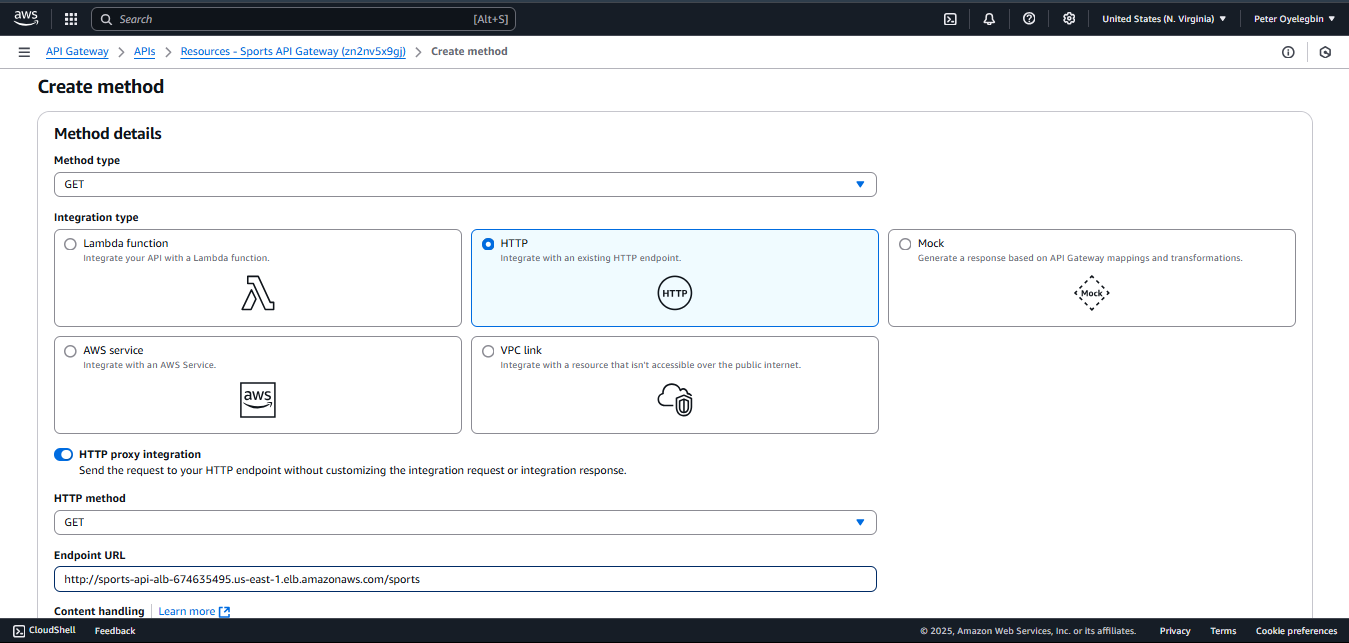 aws
Search [Alt+S]
United States (N. Virginia) Peter Oyelegbin
API Gateway APIs Resources - Sports API Gateway (zn2nv5x9gj) Create method
Create method
Method details
Method type
GET
Integration type
Lambda function
Integrate your API with a Lambda function.
HTTP
Integrate with an existing HTTP endpoint.
HTTP
Mock
Generate a response based on API Gateway mappings and transformations.
Mock
AWS service
Integrate with an AWS Service.
aws
VPC link
Integrate with a resource that isn't accessible over the public internet.
HTTP proxy integration
Send the request to your HTTP endpoint without customizing the integration request or integration response.
HTTP method
GET
Endpoint URL
http://sports-api-alb-674635495.us-east-1.elb.amazonaws.com/sports
Content handling Learn more
CloudShell Feedback © 2025, Amazon Web Services, Inc. or its affiliates. Privacy Terms Cookie preferences